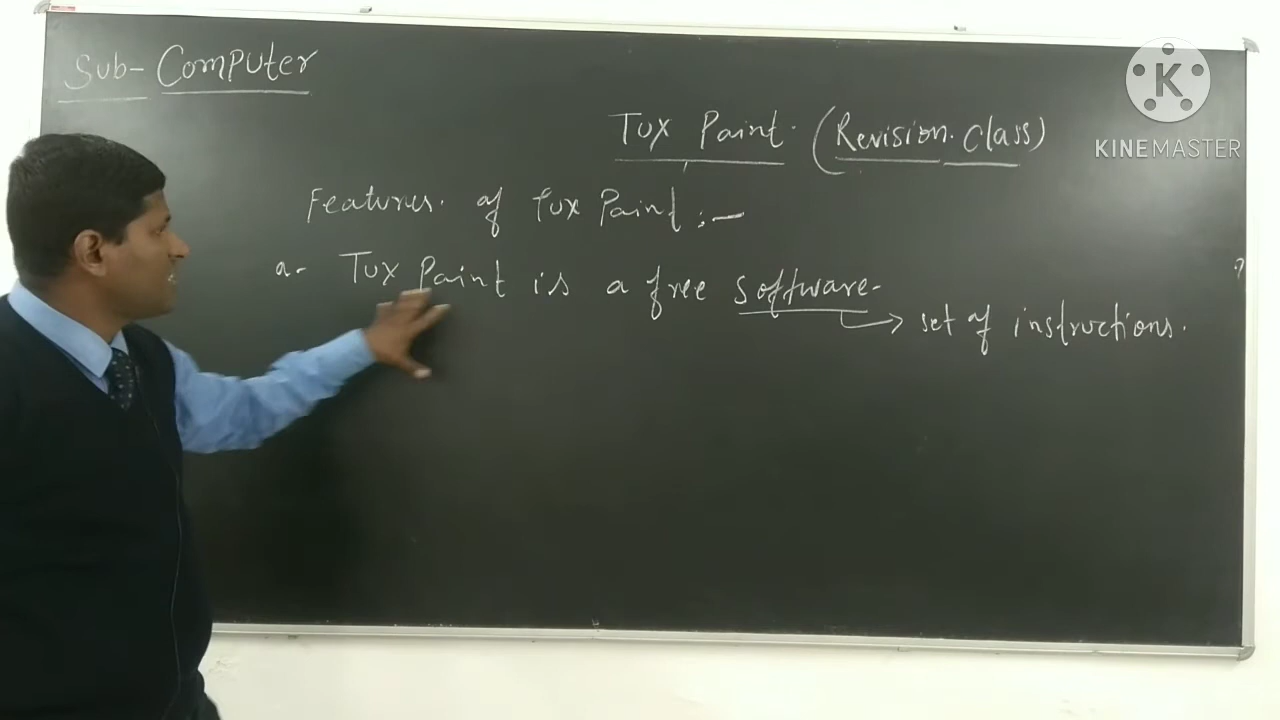 Sub- Computer
Tux Paint. (Revision. Class)
Features. of Tux Paint :-
a- Tux Paint is a free Software.
→ set of instructions.
K
KINEMASTER
?